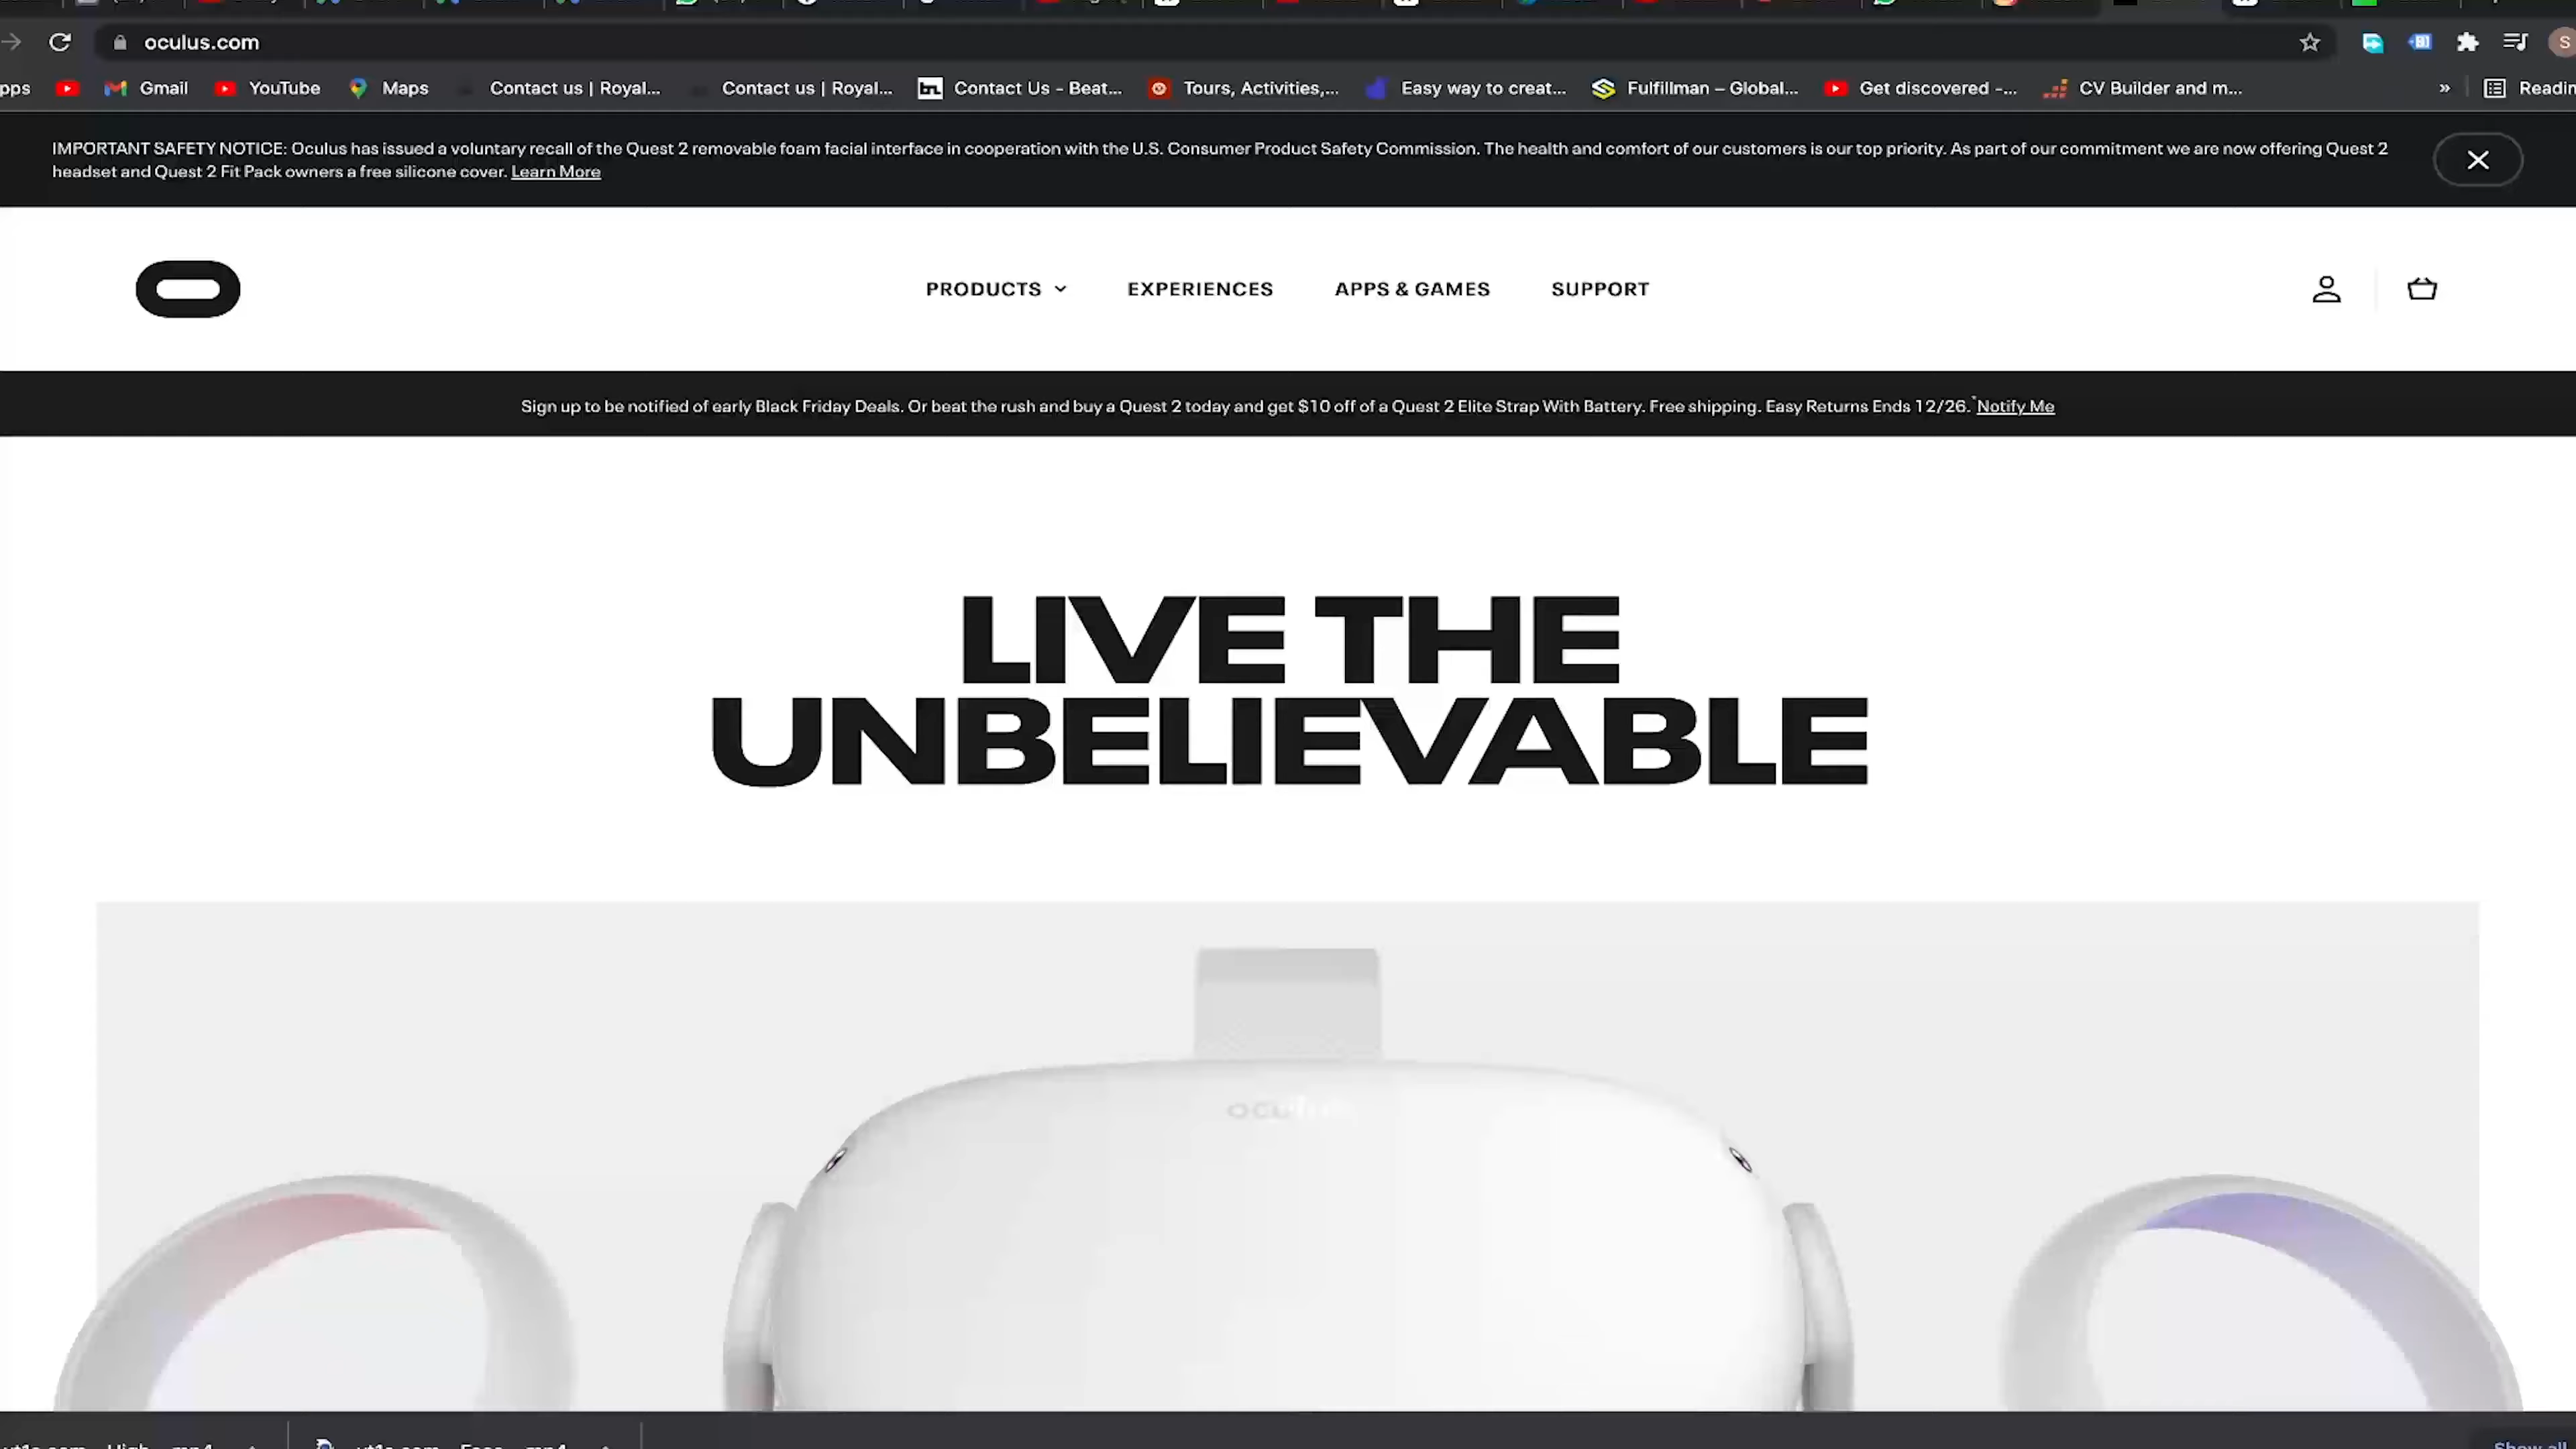 oculus.com
pps Gmail YouTube Maps Contact us | Royal... Contact us | Royal... Contact Us - Beat... Tours, Activities,... Easy way to creat... Fulfillman – Global... Get discovered -... CV Builder and m... » Readin
IMPORTANT SAFETY NOTICE: Oculus has issued a voluntary recall of the Quest 2 removable foam facial interface in cooperation with the U.S. Consumer Product Safety Commission. The health and comfort of our customers is our top priority. As part of our commitment we are now offering Quest 2
headset and Quest 2 Fit Pack owners a free silicone cover. Learn More
PRODUCTS EXPERIENCES APPS & GAMES SUPPORT
Sign up to be notified of early Black Friday Deals. Or beat the rush and buy a Quest 2 today and get $10 off of a Quest 2 Elite Strap With Battery. Free shipping. Easy Returns Ends 12/26.* Notify Me
LIVE THE
UNBELIEVABLE
oculus
Show all